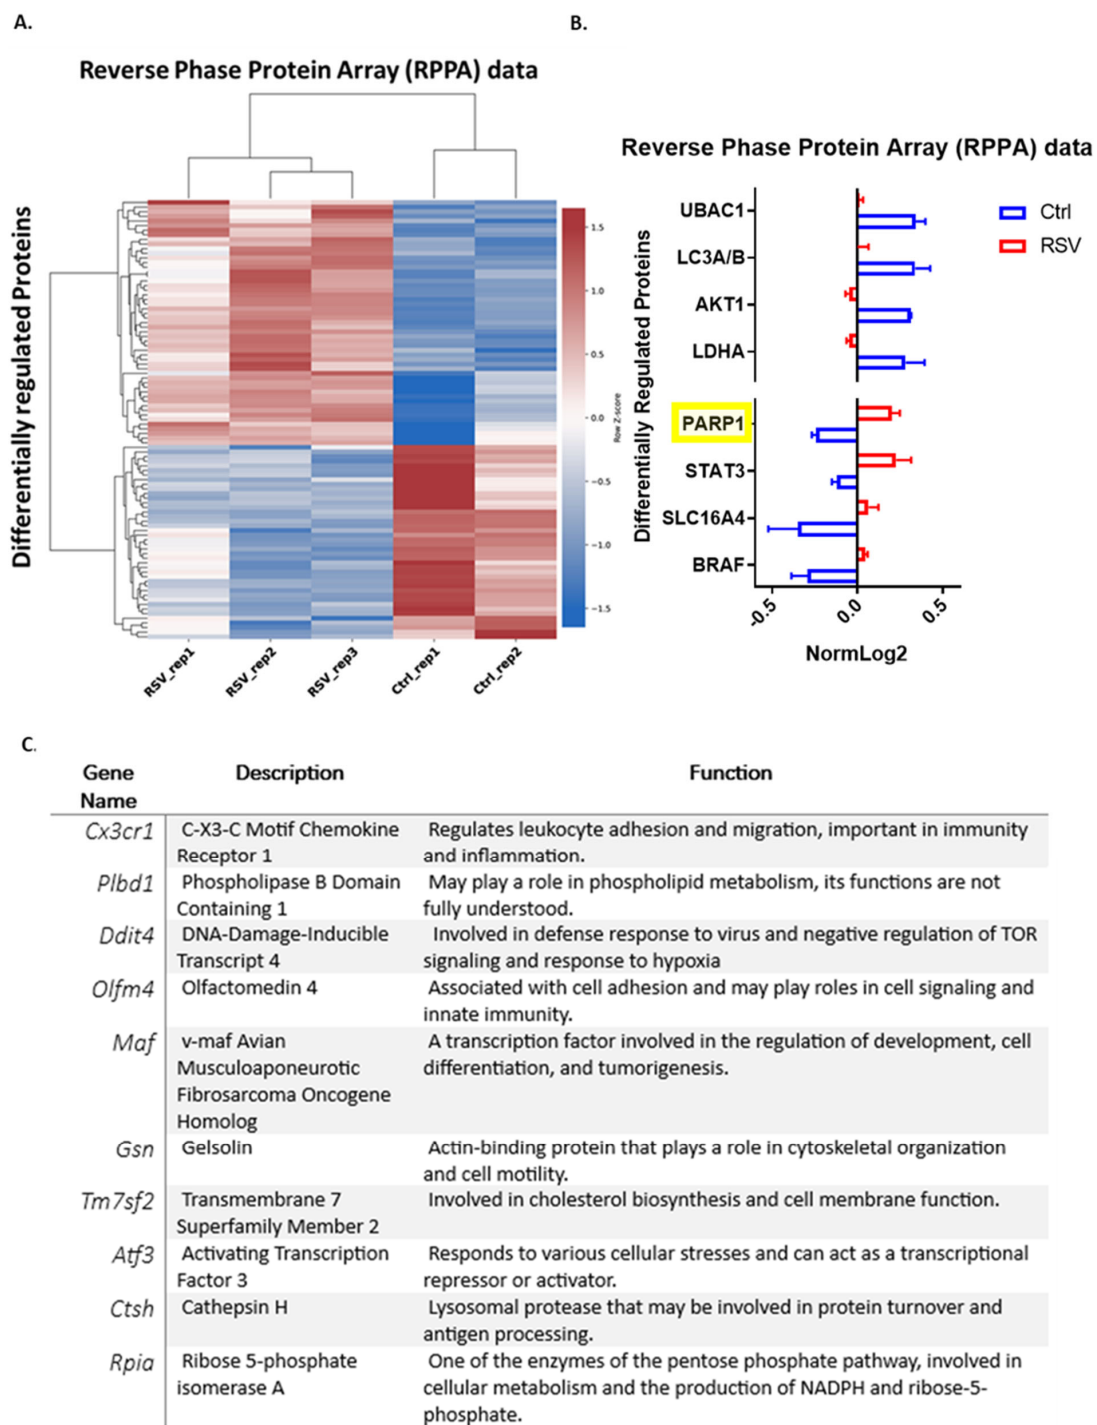 A.
Reverse Phase Protein Array (RPPA) data
Differentially regulated Proteins
1.5
1.0
0.5
0.0
−0.5
−1.0
−1.5
Row Z-score
RSV_rep1
RSV_rep2
RSV_rep3
Ctrl_rep1
Ctrl_rep2
B.
Reverse Phase Protein Array (RPPA) data
Differentially Regulated Proteins
UBAC1
LC3A/B
AKT1
LDHA
PARP1
STAT3
SLC16A4
BRAF
Ctrl
RSV
-0.5
0.0
0.5
NormLog2
C.
Gene
Name
Description
Function
Cx3cr1
C-X3-C Motif Chemokine
Receptor 1
Regulates leukocyte adhesion and migration, important in immunity
and inflammation.
Plbd1
Phospholipase B Domain
Containing 1
May play a role in phospholipid metabolism, its functions are not
fully understood.
Ddit4
DNA-Damage-Inducible
Transcript 4
Involved in defense response to virus and negative regulation of TOR
signaling and response to hypoxia
Olfm4
Olfactomedin 4
Associated with cell adhesion and may play roles in cell signaling and
innate immunity.
Maf
v-maf Avian
Musculoaponeurotic
Fibrosarcoma Oncogene
Homolog
A transcription factor involved in the regulation of development, cell
differentiation, and tumorigenesis.
Gsn
Gelsolin
Actin-binding protein that plays a role in cytoskeletal organization
and cell motility.
Tm7sf2
Transmembrane 7
Superfamily Member 2
Involved in cholesterol biosynthesis and cell membrane function.
Atf3
Activating Transcription
Factor 3
Responds to various cellular stresses and can act as a transcriptional
repressor or activator.
Ctsh
Cathepsin H
Lysosomal protease that may be involved in protein turnover and
antigen processing.
Rpia
Ribose 5-phosphate
isomerase A
One of the enzymes of the pentose phosphate pathway, involved in
cellular metabolism and the production of NADPH and ribose-5-
phosphate.